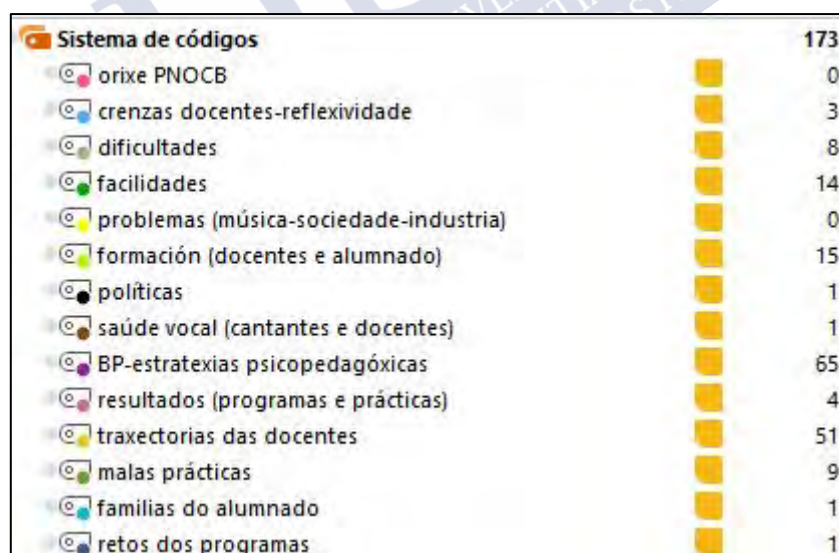 Sistema de códigos 173
orixe PNOCB 0
crenzas docentes-reflexividade 3
dificultades 8
facilidades 14
problemas (música-sociedade-industria) 0
formación (docentes e alumnado) 15
políticas 1
saúde vocal (cantantes e docentes) 1
BP-estratexias psicopedagóxicas 65
resultados (programas e prácticas) 4
traxectorias das docentes 51
malas prácticas 9
familias do alumnado 1
retos dos programas 1